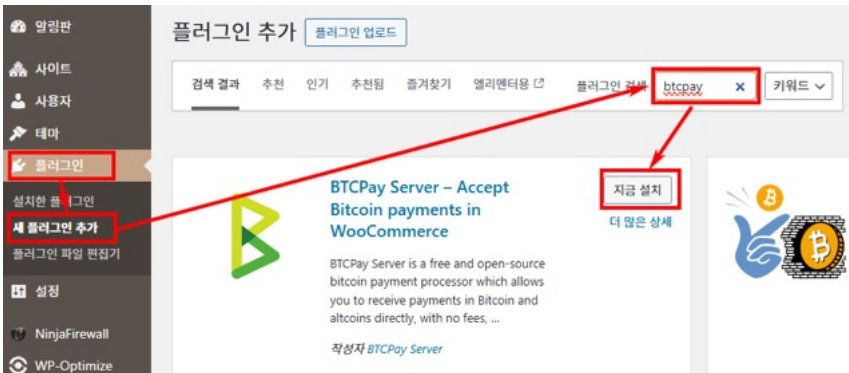 알림판
사이트
사용자
테마
플러그인
설치한 플러그인
새 플러그인 추가
플러그인 파일 편집기
설정
NinjaFirewall
WP-Optimize
플러그인 추가 플러그인 업로드
검색 결과 추천 인기 추천됨 즐겨찾기 엘리멘터용 플러그인 검색 btcpay 키워드
BTCPay Server – Accept
Bitcoin payments in
WooCommerce
지금 설치
더 많은 상세
BTCPay Server is a free and open-source
bitcoin payment processor which allows
you to receive payments in Bitcoin and
altcoins directly, with no fees, ...
작성자 BTCPay Server